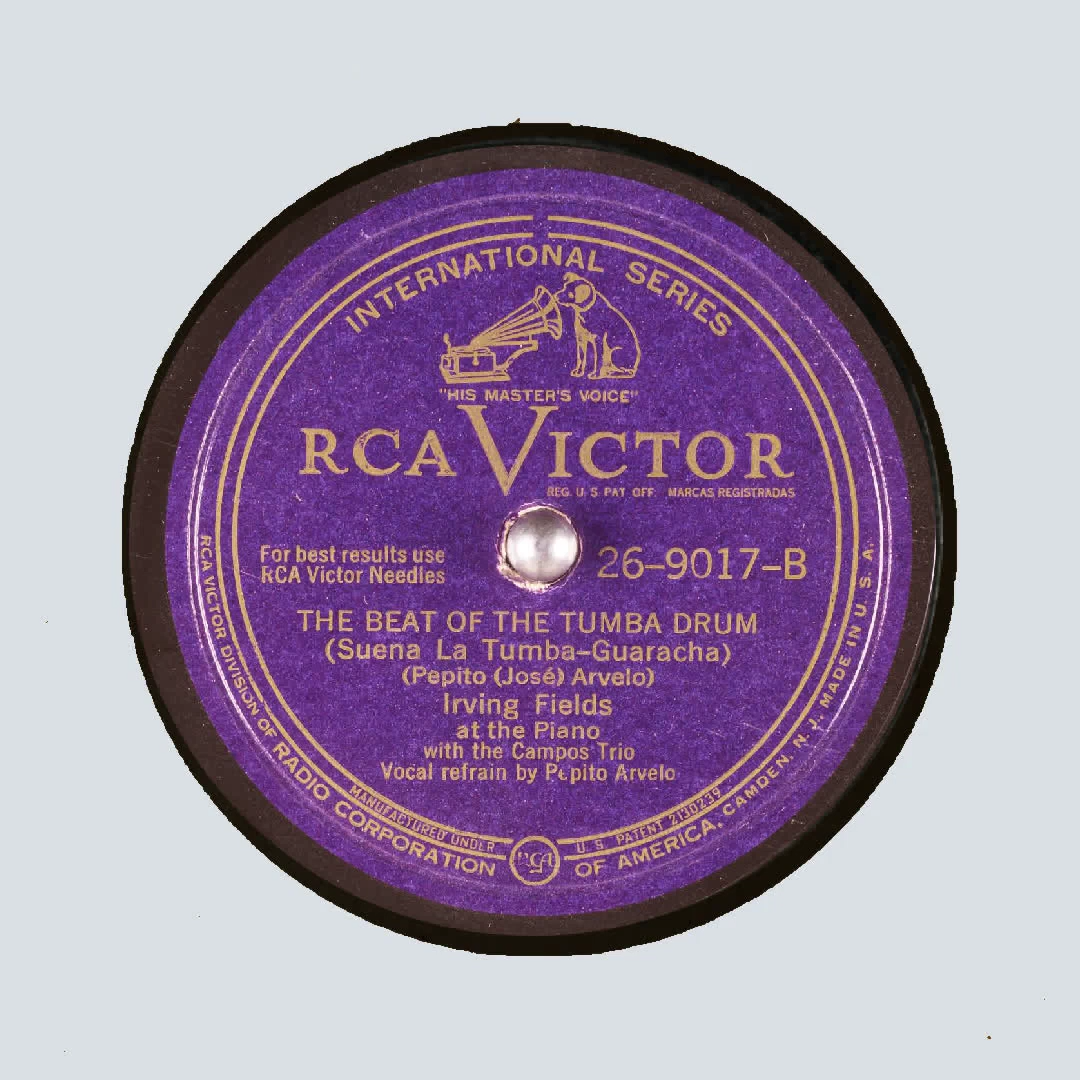 INTERNATIONAL SERIES
"HIS MASTER'S VOICE"
RCA VICTOR
REG. U. S. PAT. OFF. MARCAS REGISTRADAS
For best results use
RCA Victor Needles
26-9017-B
THE BEAT OF THE TUMBA DRUM
(Suena La Tumba-Guaracha)
(Pepito (José) Arvelo)
Irving Fields
at the Piano
with the Campos Trio
Vocal refrain by Pepito Arvelo
MANUFACTURED UNDER U. S. PATENT 2130239
RCA
RCA VICTOR DIVISION OF RADIO CORPORATION OF AMERICA, CAMDEN, N. J. MADE IN U. S. A.